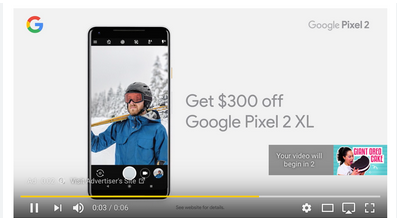 G
Google Pixel 2
Get $300 off
Google Pixel 2 XL
Your video will
begin in 2
GIANT OREO
CAKE
Visit Advertiser's Site
0:03 / 0:06
See website for details.